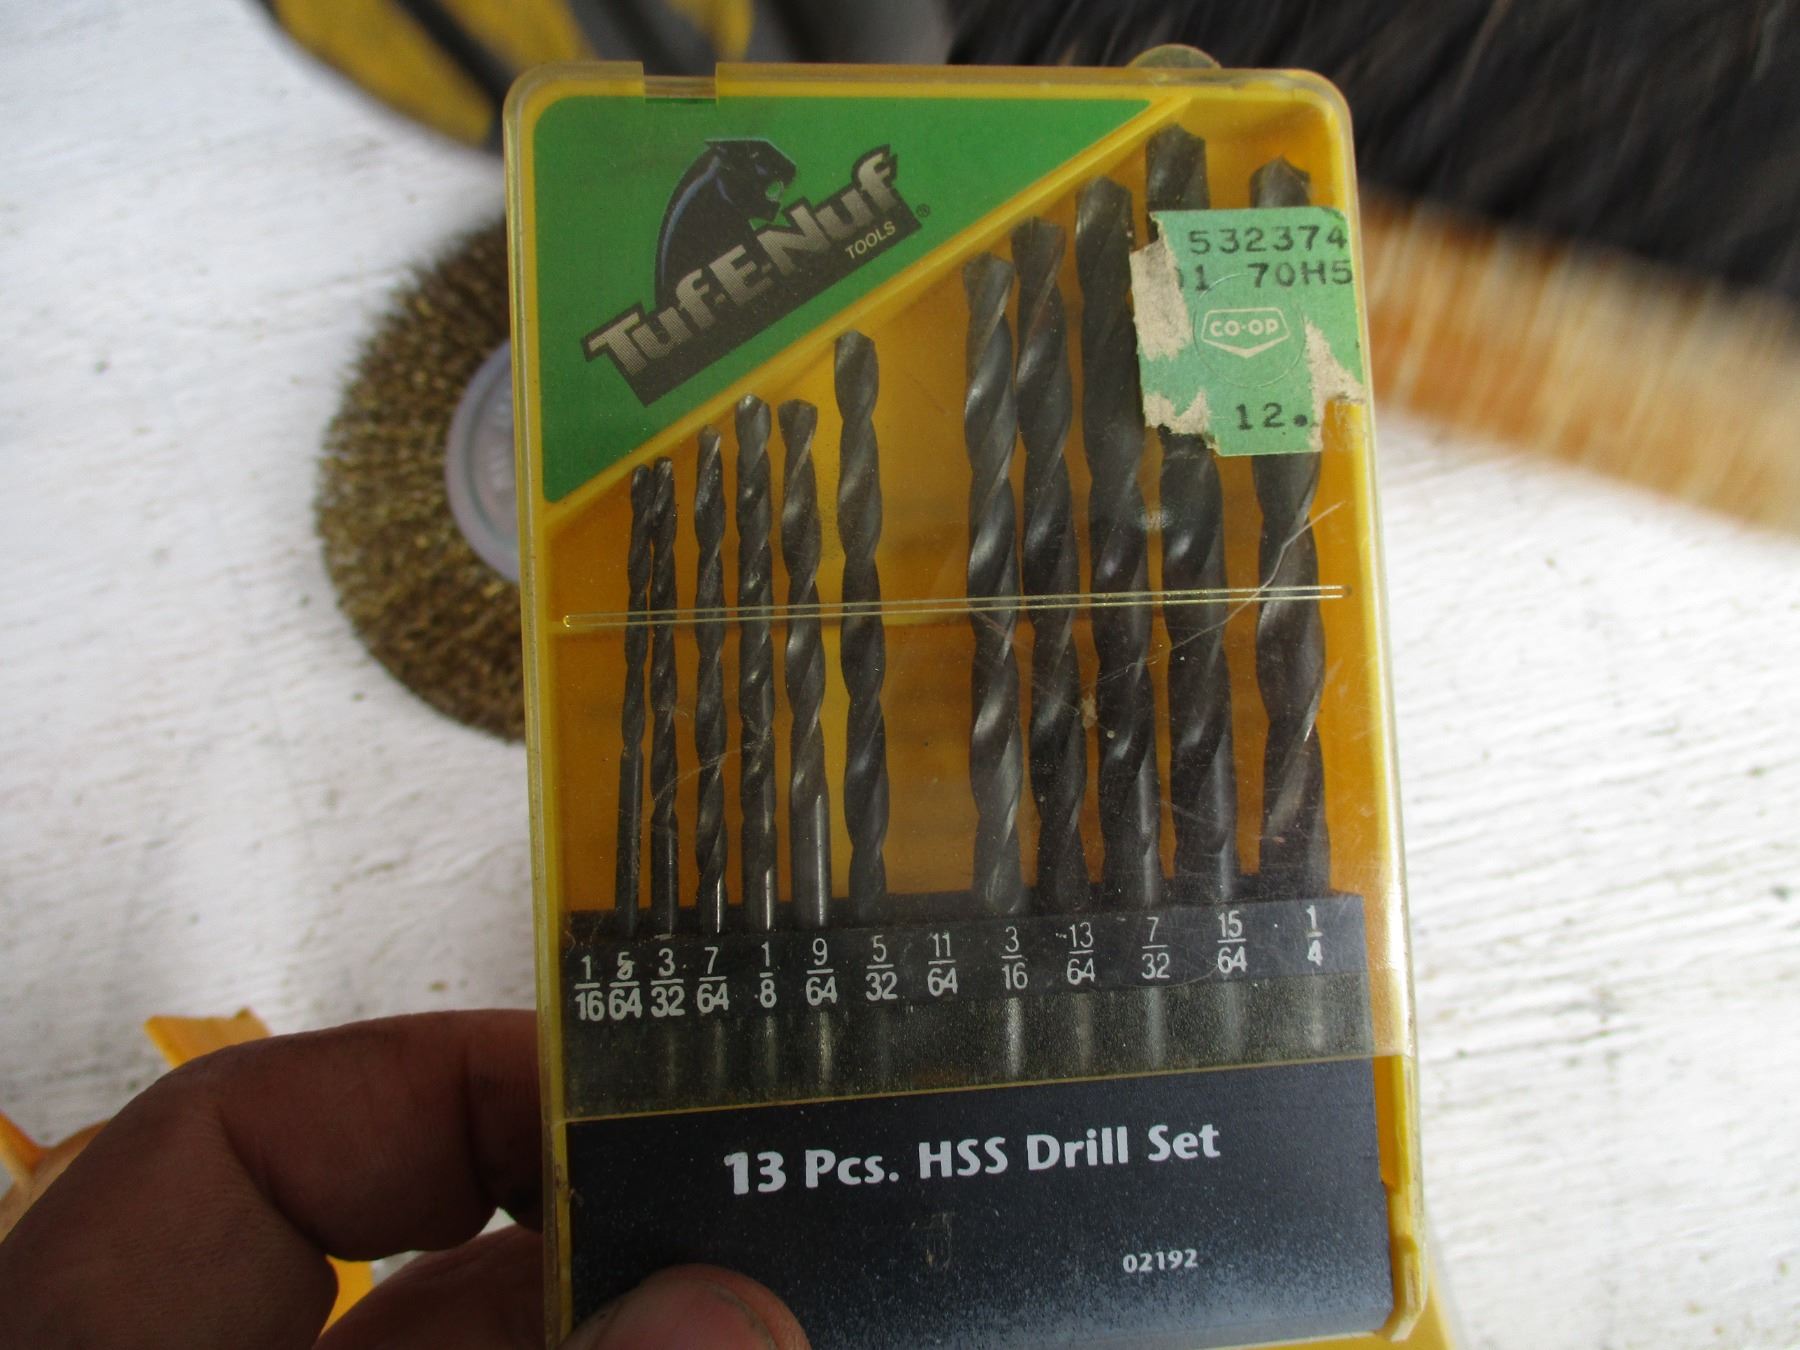 Tuf-E-Nuf®
TOOLS
532374
1 70H5
CO-OP
12.
1/16 5/64 3/32 7/64 1/8 9/64 5/32 11/64 3/16 13/64 7/32 15/64 1/4
13 Pcs. HSS Drill Set
02192